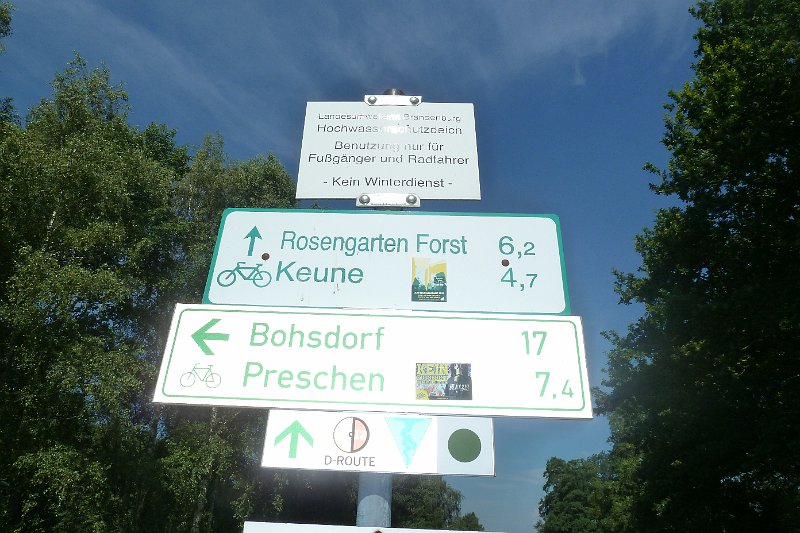 Landesumweltamt Brandenburg
Hochwasserschutzdeich
Benutzung nur für
Fußgänger und Radfahrer
- Kein Winterdienst -
Rosengarten Forst 6,2
Keune 4,7
Bohsdorf 17
Preschen 7,4
KEIN
D-ROUTE